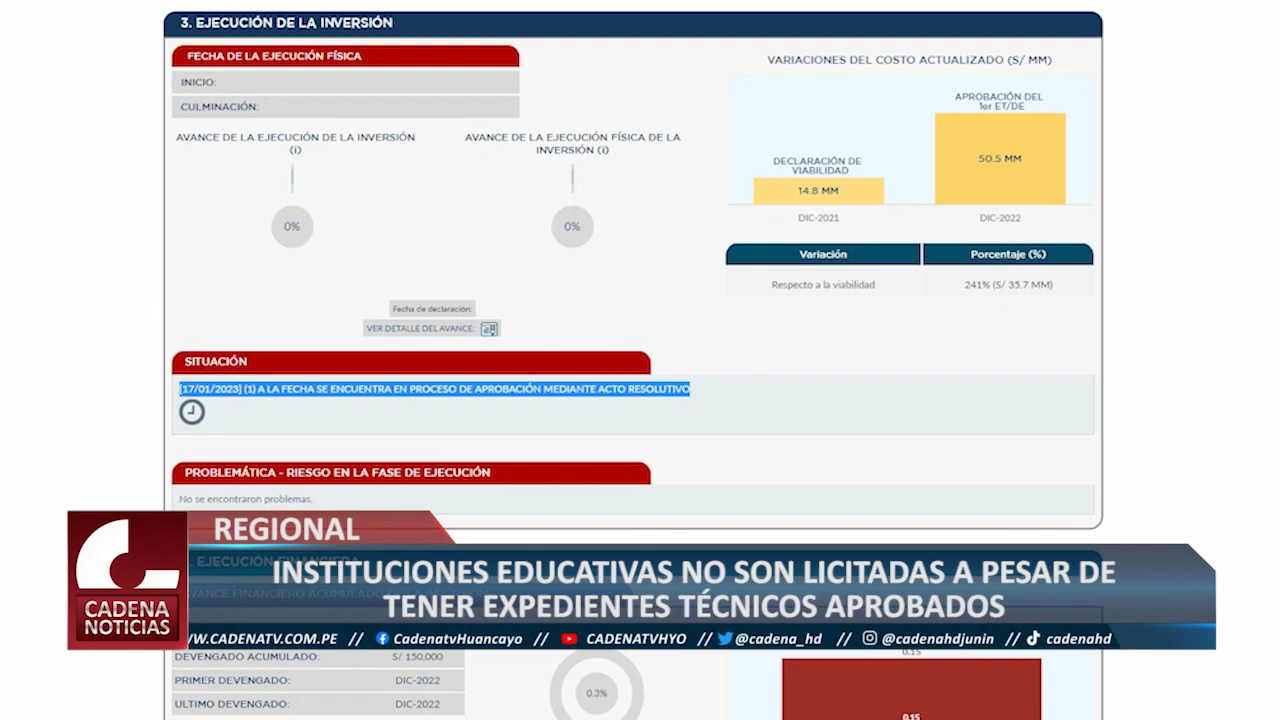 3. EJECUCIÓN DE LA INVERSIÓN
FECHA DE LA EJECUCIÓN FÍSICA
INICIO:
CULMINACIÓN:
AVANCE DE LA EJECUCIÓN DE LA INVERSIÓN
(i)
0%
AVANCE DE LA EJECUCIÓN FÍSICA DE LA
INVERSIÓN (i)
0%
Fecha de declaración:
VER DETALLE DEL AVANCE:
VARIACIONES DEL COSTO ACTUALIZADO (S/ MM)
DECLARACIÓN DE
VIABILIDAD
14.8 MM
DIC-2021
APROBACIÓN DEL
1er ET/DE
50.5 MM
DIC-2022
Variación Porcentaje (%)
Respecto a la viabilidad 241% (S/ 35.7 MM)
SITUACIÓN
[17/01/2023] (1) A LA FECHA SE ENCUENTRA EN PROCESO DE APROBACIÓN MEDIANTE ACTO RESOLUTIVO
PROBLEMÁTICA - RIESGO EN LA FASE DE EJECUCIÓN
No se encontraron problemas.
REGIONAL
. EJECUCIÓN FINANCIERA
INSTITUCIONES EDUCATIVAS NO SON LICITADAS A PESAR DE
TENER EXPEDIENTES TÉCNICOS APROBADOS
CADENA
NOTICIAS
W.CADENATV.COM.PE // CadenatvHuancayo // CADENATVHYO // @cadena_hd // @cadenahdjunin // cadenahd
DEVENGADO ACUMULADO: S/ 150,000
PRIMER DEVENGADO: DIC-2022
ULTIMO DEVENGADO: DIC-2022
0.3%
0.15
0.15